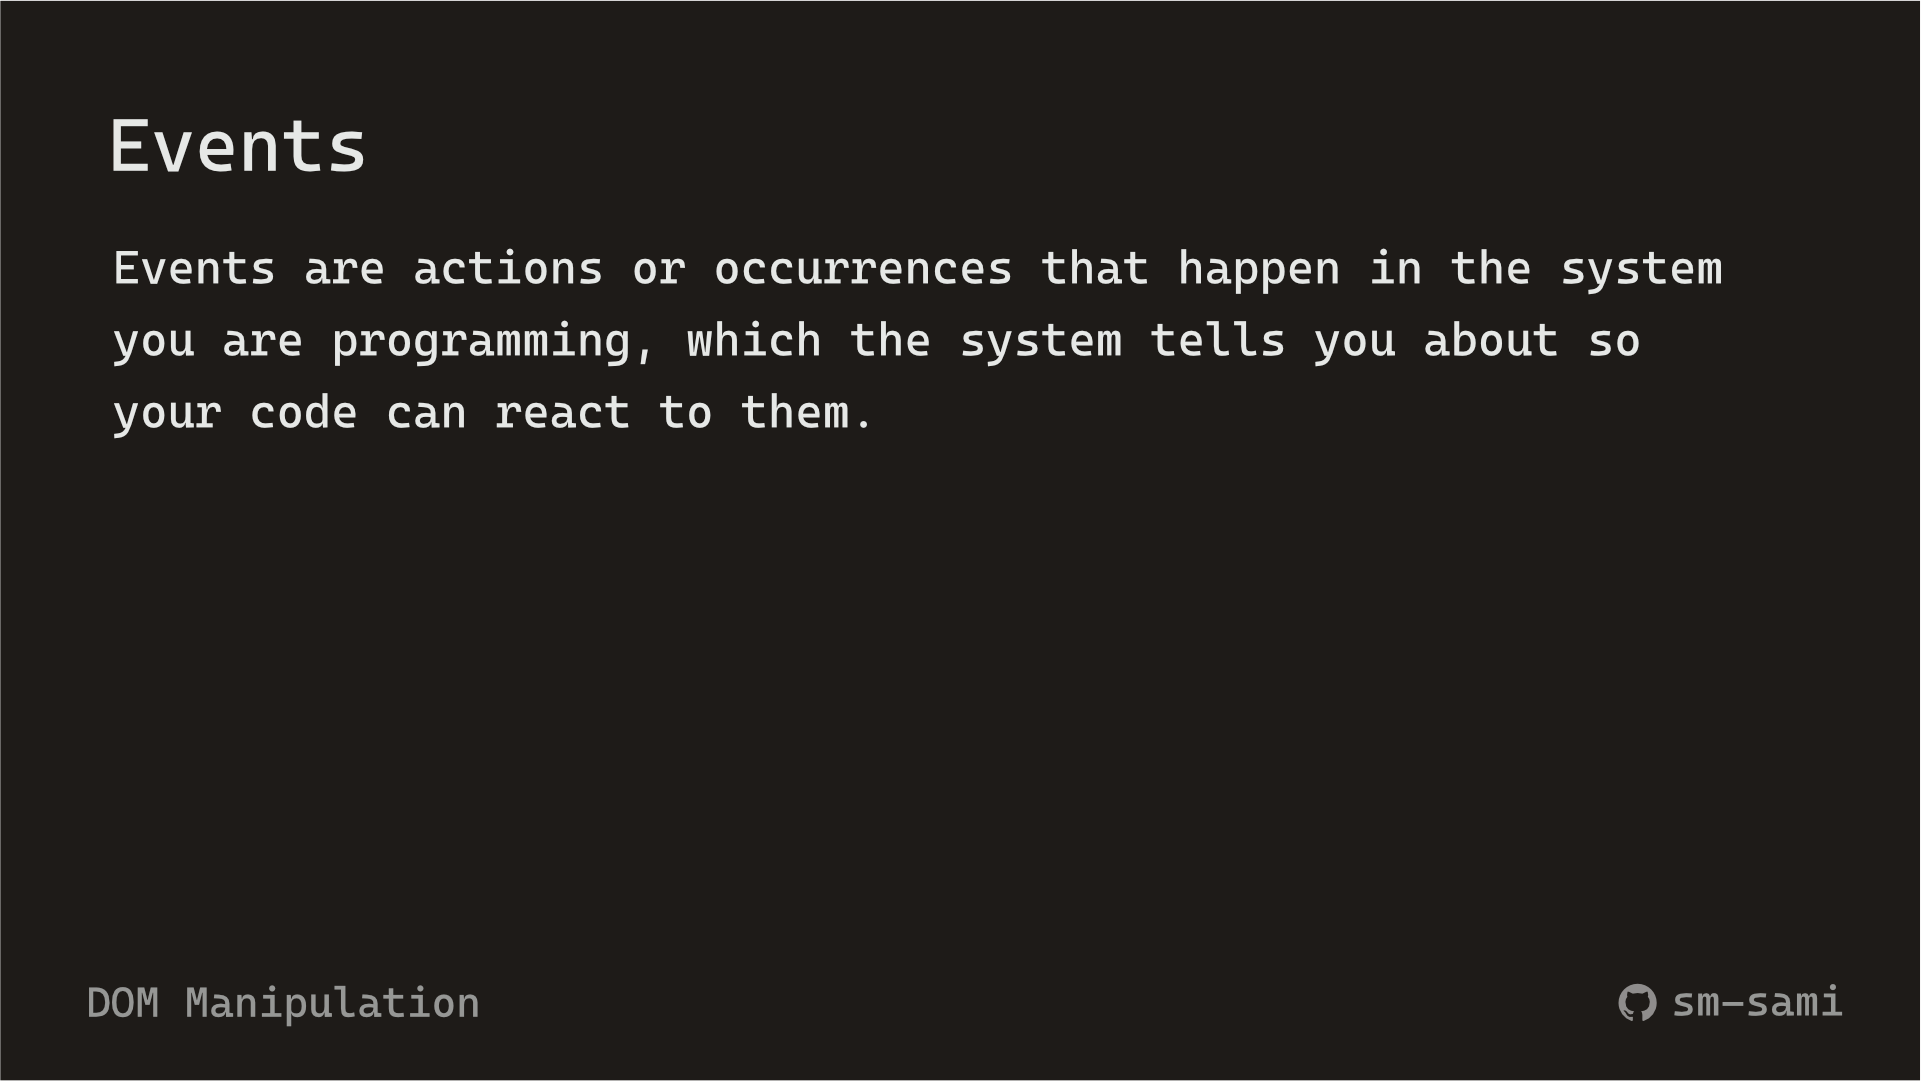 Events
Events are actions or occurrences that happen in the system
you are programming, which the system tells you about so
your code can react to them.
DOM Manipulation
sm-sami